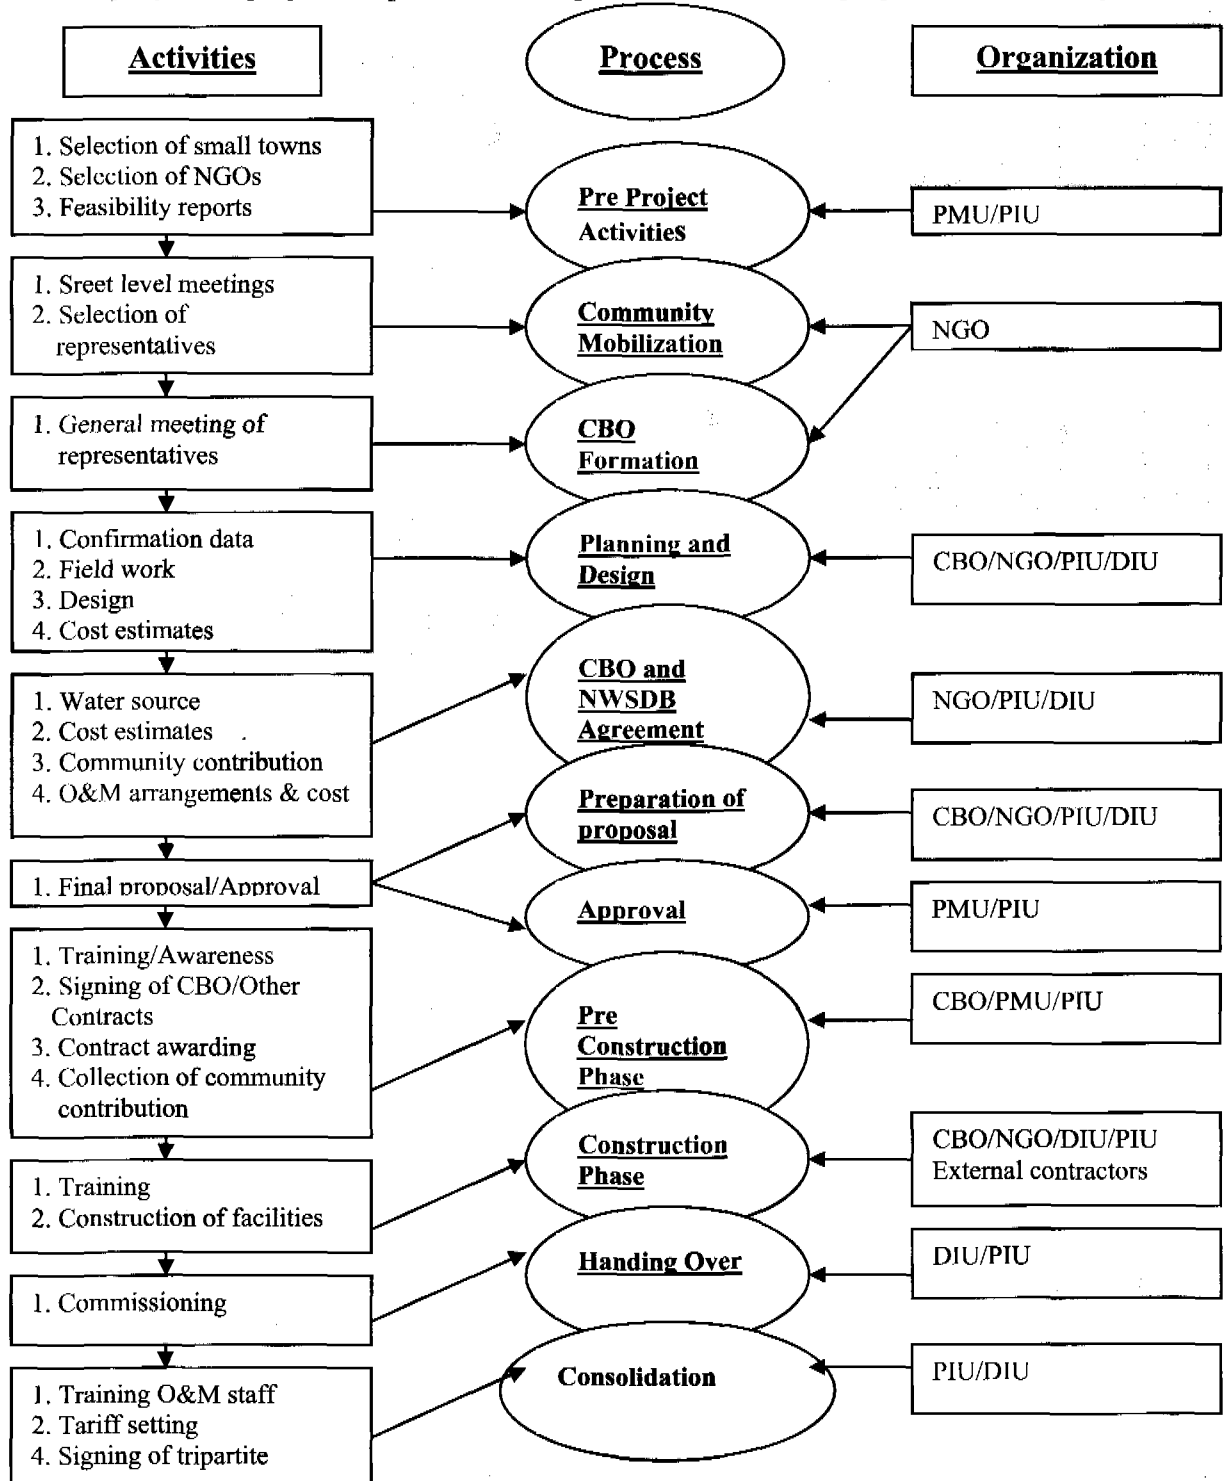 Activities
Process
Organization
1. Selection of small towns
2. Selection of NGOs
3. Feasibility reports
Pre Project
Activities
PMU/PIU
1. Sreet level meetings
2. Selection of
representatives
Community
Mobilization
NGO
1. General meeting of
representatives
CBO
Formation
1. Confirmation data
2. Field work
3. Design
4. Cost estimates
Planning and
Design
CBO/NGO/PIU/DIU
1. Water source
2. Cost estimates
3. Community contribution
4. O&M arrangements & cost
CBO and
NWSDB
Agreement
NGO/PIU/DIU
Preparation of
proposal
CBO/NGO/PIU/DIU
1. Final proposal/Approval
Approval
PMU/PIU
1. Training/Awareness
2. Signing of CBO/Other
Contracts
3. Contract awarding
4. Collection of community
contribution
Pre
Construction
Phase
CBO/PMU/PIU
1. Training
2. Construction of facilities
Construction
Phase
CBO/NGO/DIU/PIU
External contractors
1. Commissioning
Handing Over
DIU/PIU
1. Training O&M staff
2. Tariff setting
4. Signing of tripartite
Consolidation
PIU/DIU